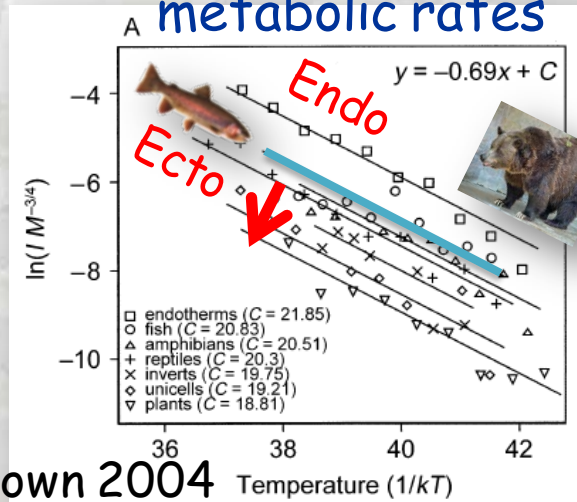 metabolic rates
A
y = –0.69x + C
Endo
Ecto
–4
–6
–8
–10
ln(I M^–3/4)
endotherms (C = 21.85)
fish (C = 20.83)
amphibians (C = 20.51)
reptiles (C = 20.3)
inverts (C = 19.75)
unicells (C = 19.21)
plants (C = 18.81)
36 38 40 42
Temperature (1/kT)
own 2004